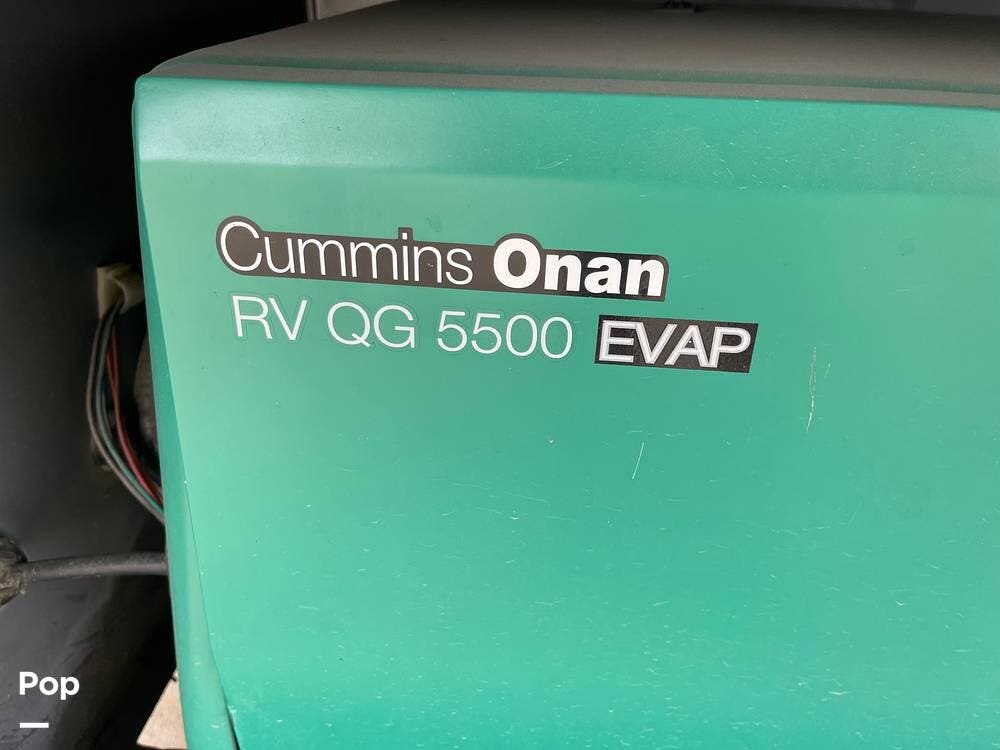 Cummins Onan
RV QG 5500 EVAP
Pop